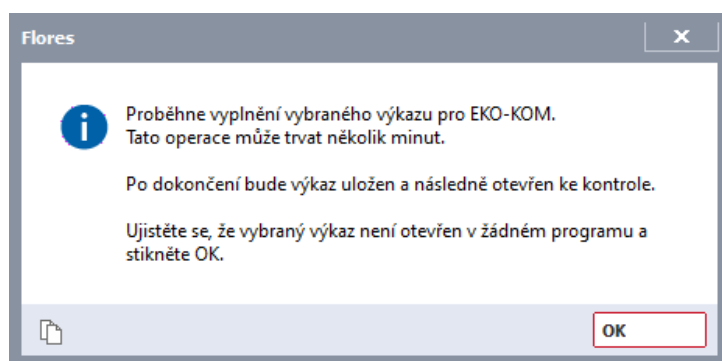 Flores
Proběhne vyplnění vybraného výkazu pro EKO-KOM.
Tato operace může trvat několik minut.
Po dokončení bude výkaz uložen a následně otevřen ke kontrole.
Ujistěte se, že vybraný výkaz není otevřen v žádném programu a
stikněte OK.
OK